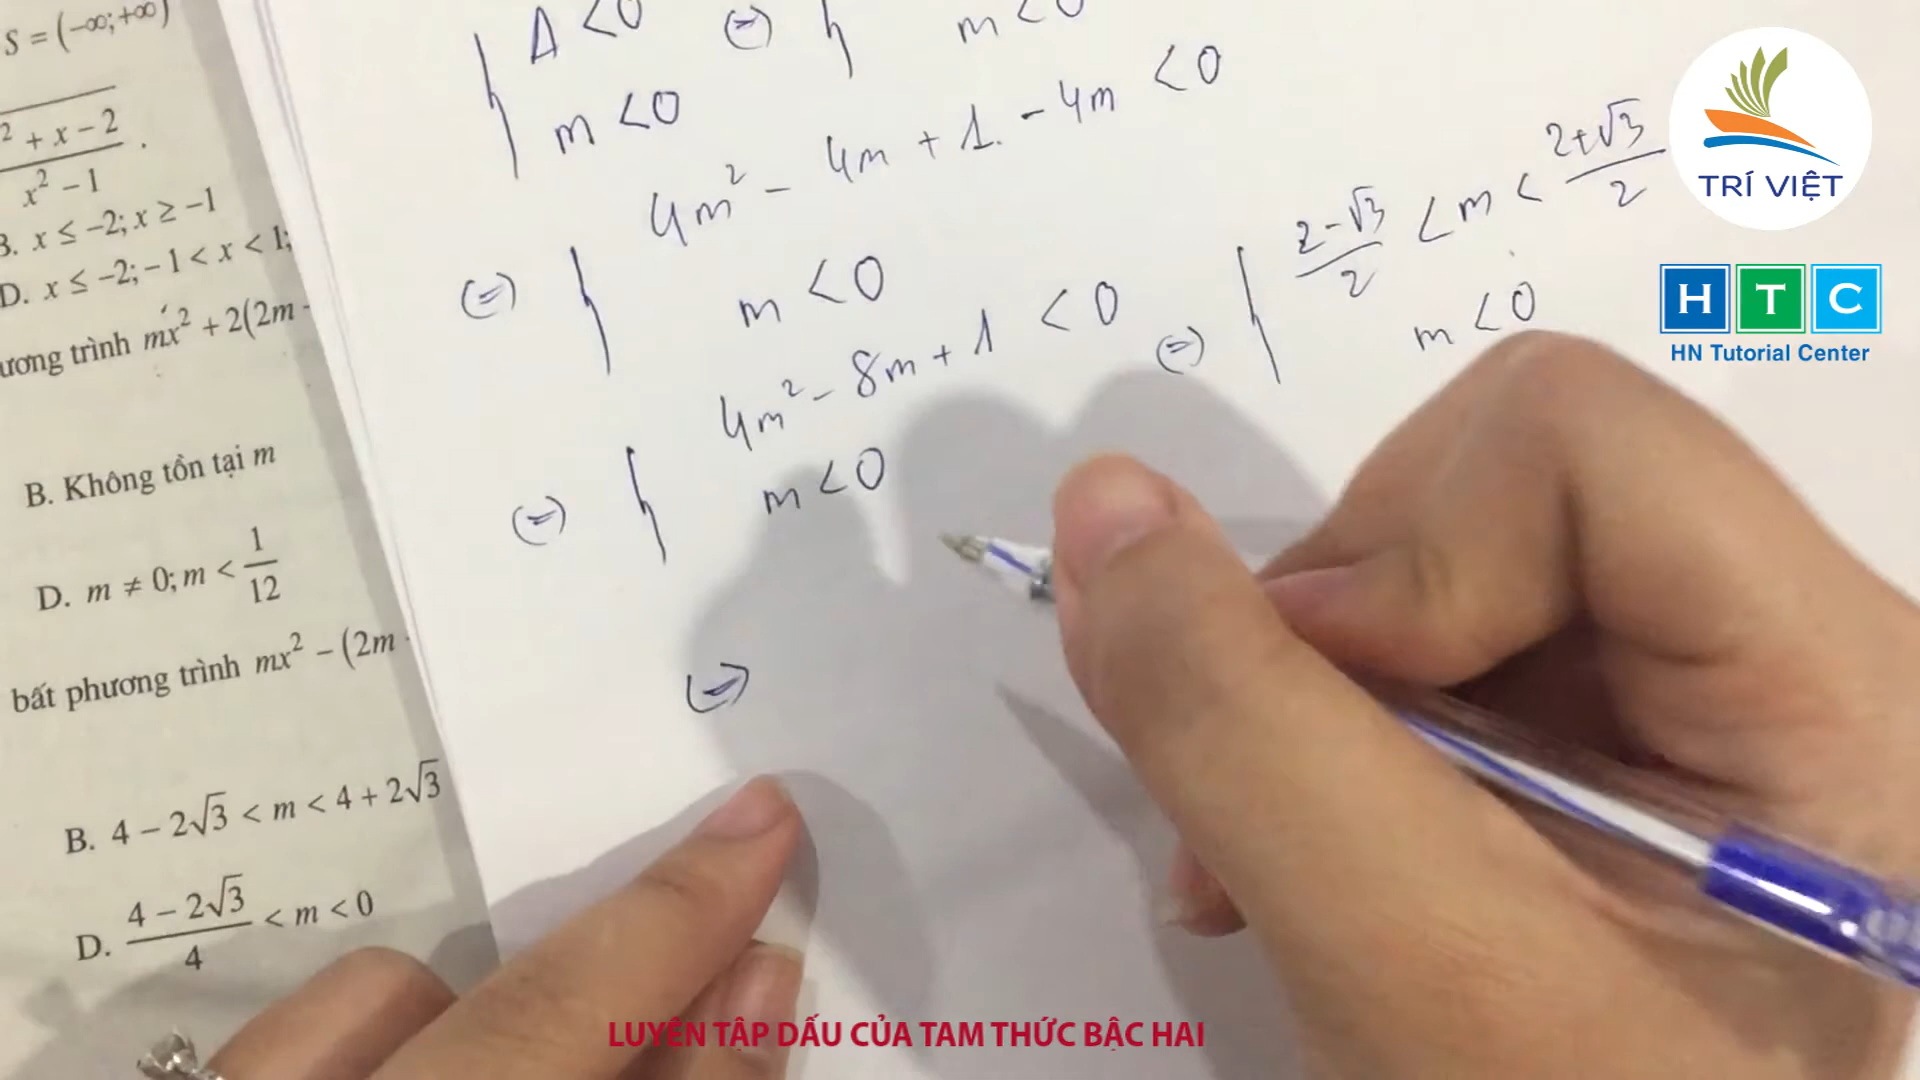 S = (−∞; +∞)
² + x − 2
x² − 1 .
B. x ≤ −2; x ≥ −1
D. x ≤ −2; −1 < x < 1;
ương trình mx² + 2(2m
B. Không tồn tại m
D. m ≠ 0; m < 1/12
bất phương trình mx² − (2m
B. 4 − 2√3 < m < 4 + 2√3
D. (4 − 2√3)/4 < m < 0
Δ < 0 (=) m < 0
m < 0
4m² − 4m + 1 − 4m < 0
(=) m < 0
4m² − 8m + 1 < 0
(=) m < 0
(=) (2 − √3)/2 < m < (2 + √3)/2
m < 0
(=)
TRÍ VIỆT
H T C
HN Tutorial Center
LUYỆN TẬP DẤU CỦA TAM THỨC BẬC HAI